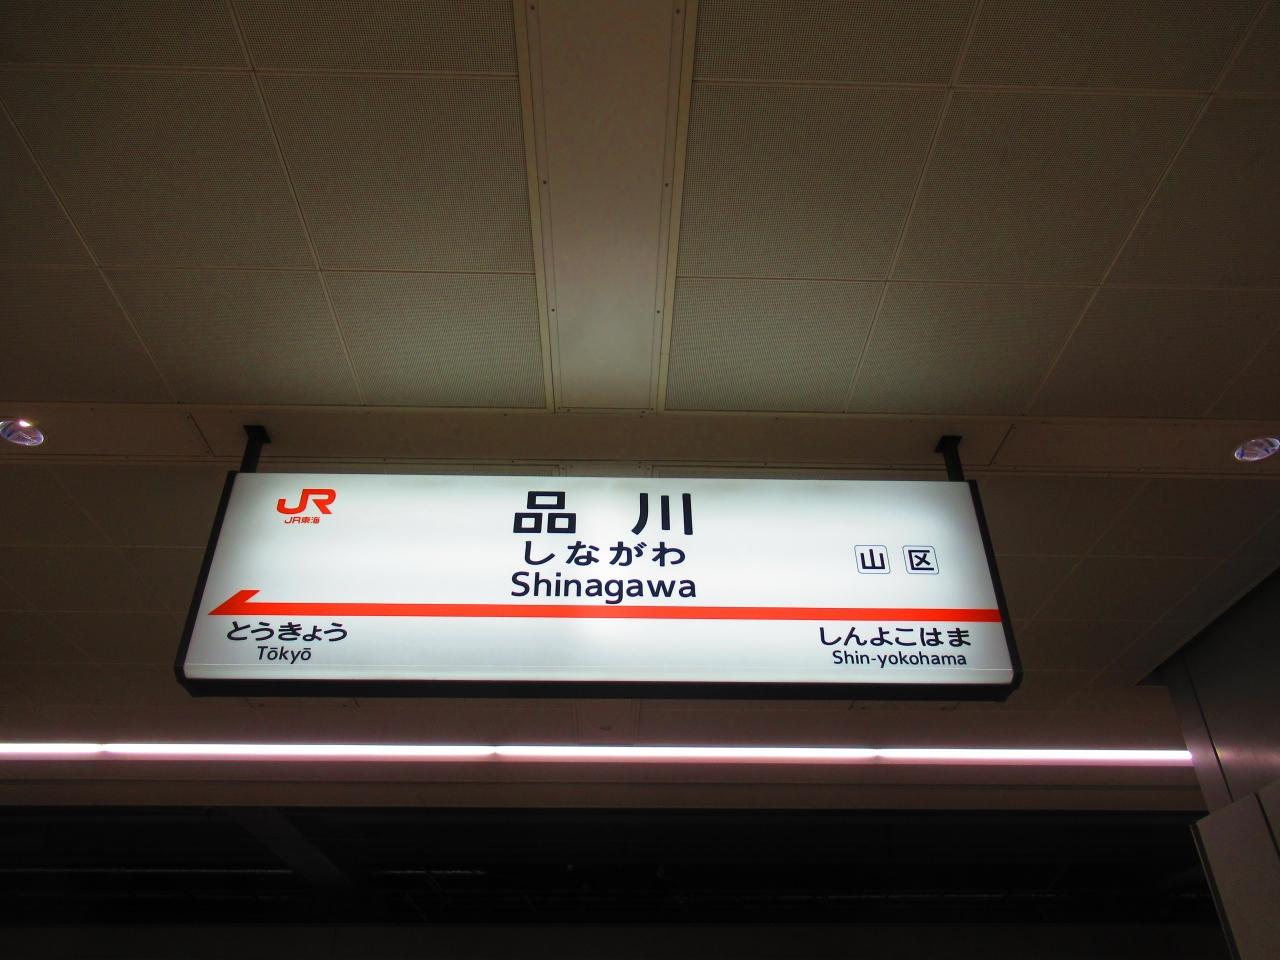 JR
JR東海
品川
しながわ
Shinagawa
山 区
とうきょう
Tōkyō
しんよこはま
Shin-yokohama